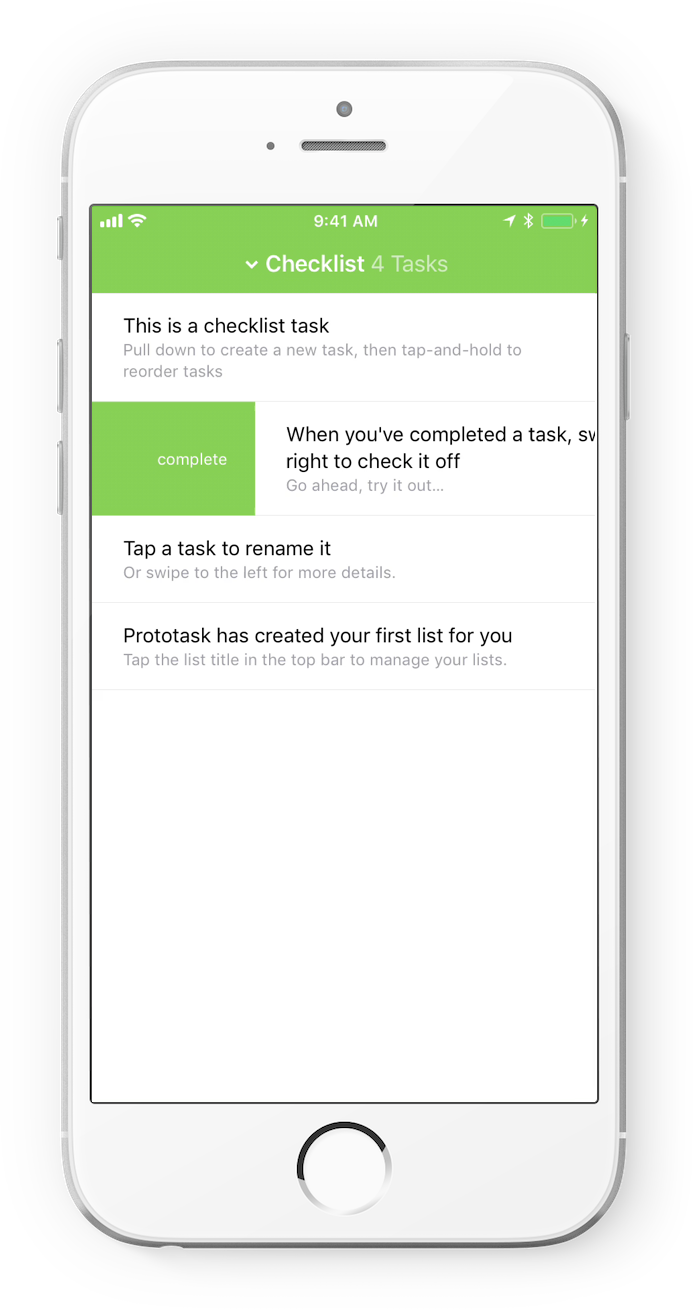 9:41 AM
Checklist 4 Tasks
This is a checklist task
Pull down to create a new task, then tap-and-hold to
reorder tasks
complete
When you've completed a task,
right to check it off
Go ahead, try it out...
Tap a task to rename it
Or swipe to the left for more details.
Prototask has created your first list for you
Tap the list title in the top bar to manage your lists.